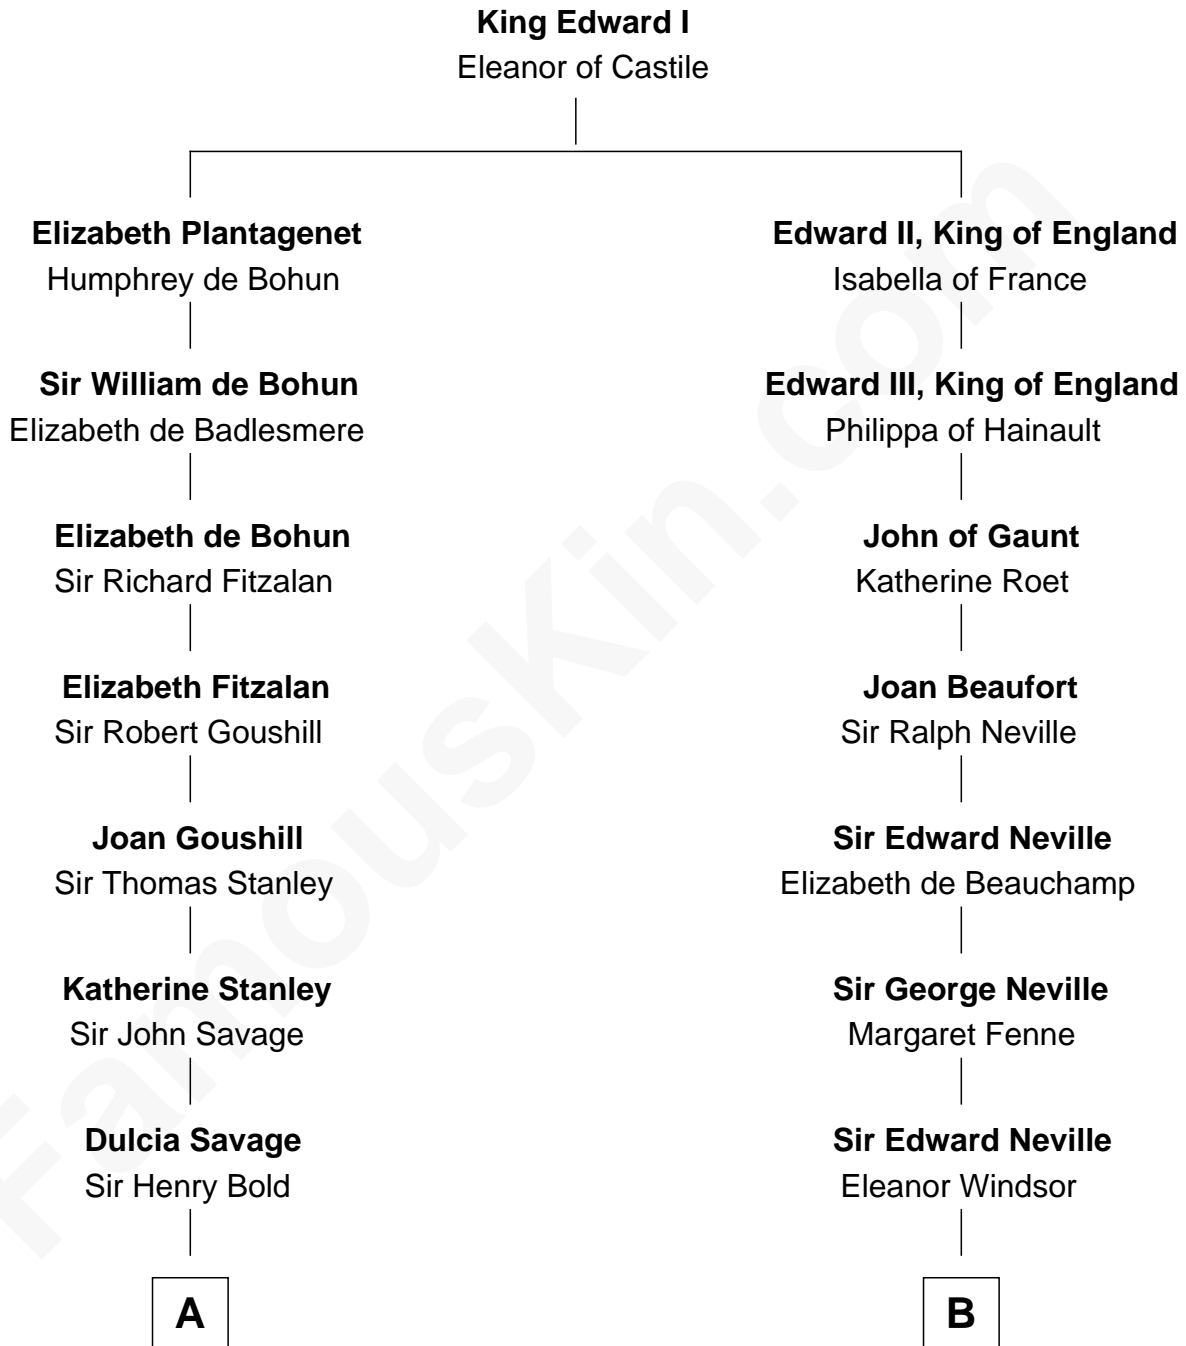 King Edward I
Eleanor of Castile
Elizabeth Plantagenet
Humphrey de Bohun
Edward II, King of England
Isabella of France
Sir William de Bohun
Elizabeth de Badlesmere
Edward III, King of England
Philippa of Hainault
Elizabeth de Bohun
Sir Richard Fitzalan
John of Gaunt
Katherine Roet
Elizabeth Fitzalan
Sir Robert Goushill
Joan Beaufort
Sir Ralph Neville
Joan Goushill
Sir Thomas Stanley
Sir Edward Neville
Elizabeth de Beauchamp
Katherine Stanley
Sir John Savage
Sir George Neville
Margaret Fenne
Dulcia Savage
Sir Henry Bold
Sir Edward Neville
Eleanor Windsor
A
B
FamousKin.com